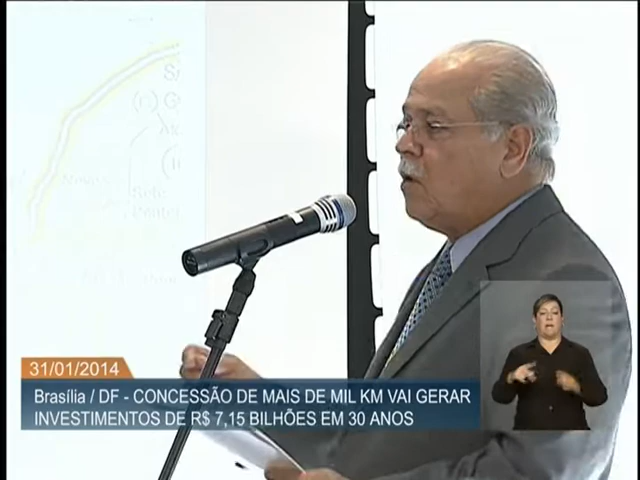 31/01/2014
Brasília / DF - CONCESSÃO DE MAIS DE MIL KM VAI GERAR
INVESTIMENTOS DE R$ 7,15 BILHÕES EM 30 ANOS